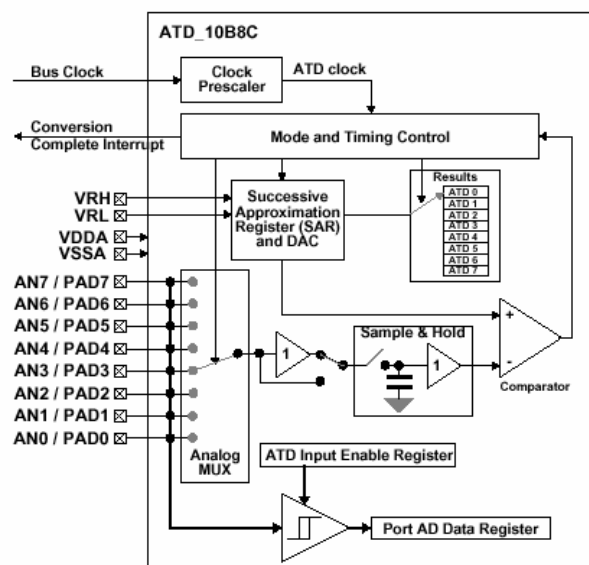 ATD_10B8C
Bus Clock
Clock
Prescaler
ATD clock
Conversion
Complete Interrupt
Mode and Timing Control
VRH
VRL
VDDA
VSSA
Successive
Approximation
Register (SAR)
and DAC
Results
ATD 0
ATD 1
ATD 2
ATD 3
ATD 4
ATD 5
ATD 6
ATD 7
AN7 / PAD7
AN6 / PAD6
AN5 / PAD5
AN4 / PAD4
AN3 / PAD3
AN2 / PAD2
AN1 / PAD1
AN0 / PAD0
Analog
MUX
1
Sample & Hold
1
+
-
Comparator
ATD Input Enable Register
Port AD Data Register